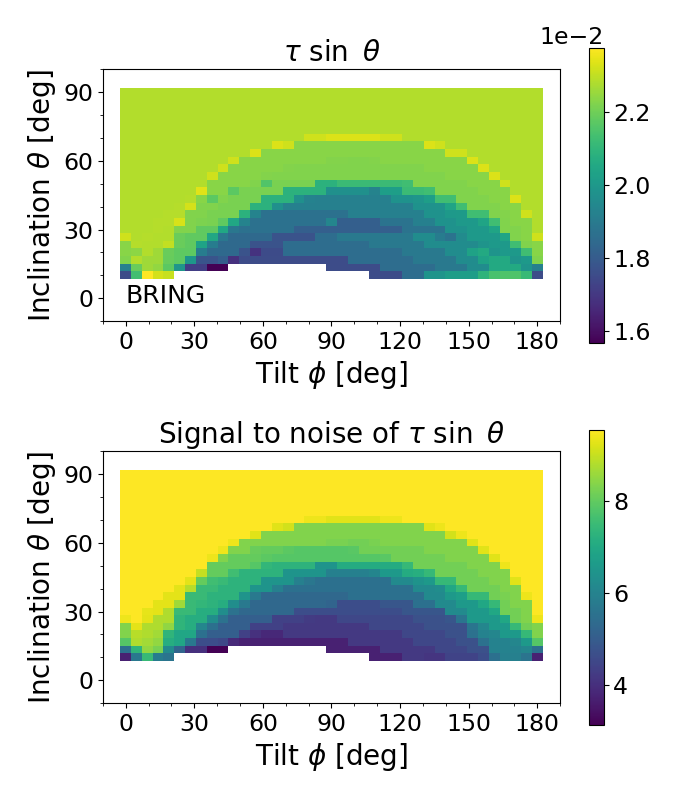 τ sin θ
1e−2
Inclination θ [deg]
90
60
30
0
BRING
0 30 60 90 120 150 180
Tilt ϕ [deg]
2.2
2.0
1.8
1.6
Signal to noise of τ sin θ
Inclination θ [deg]
90
60
30
0
0 30 60 90 120 150 180
Tilt ϕ [deg]
8
6
4